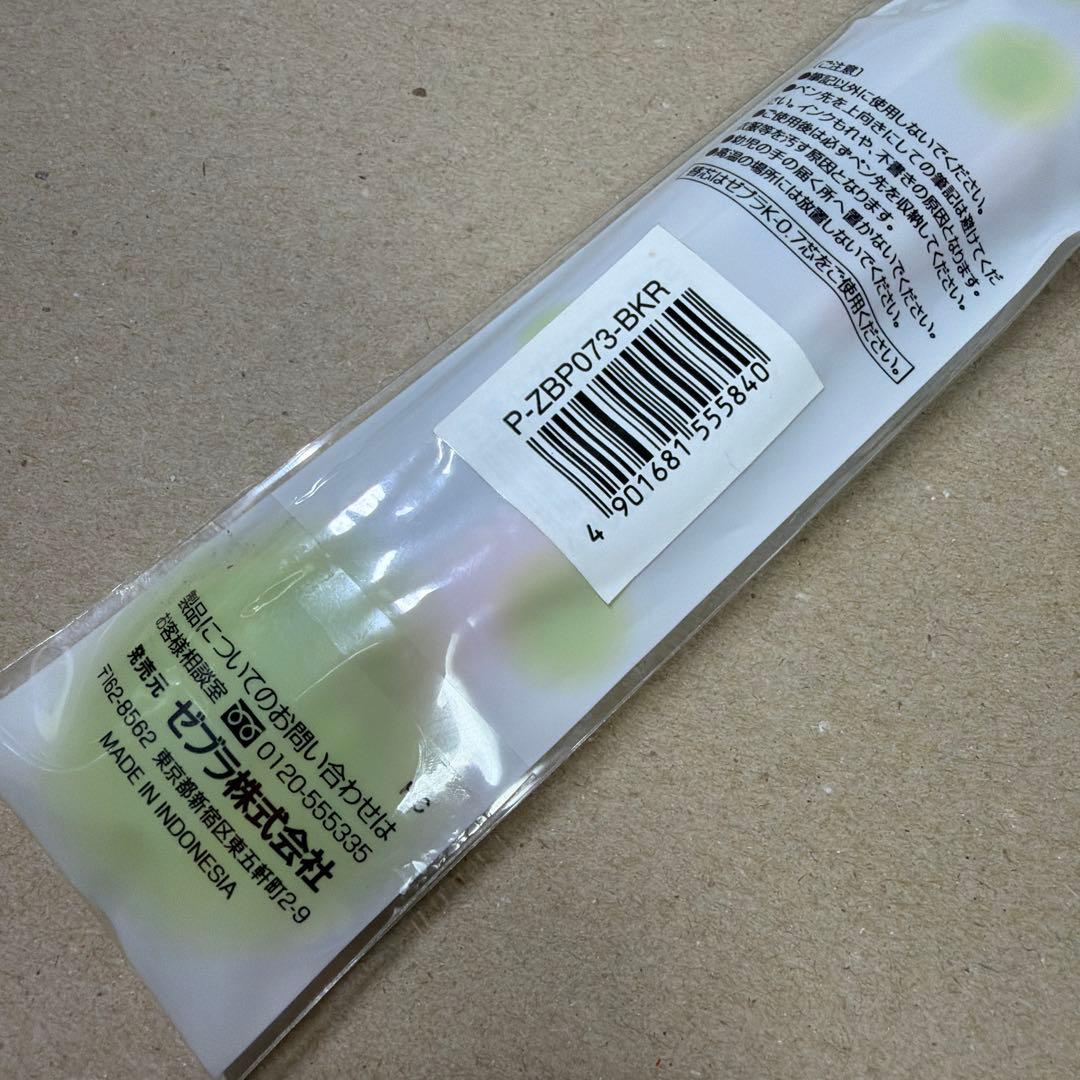 [ご注意]
●筆記以外に使用しないでください。
●ペン先を上向きにしての筆記は避けてくだ
さい。インクもれや、不書きの原因となります。
●ご使用後は必ずペン先を収納してください。
衣服等を汚す原因となります。
●幼児の手の届く所へ置かないでください。
●高温の場所には放置しないでください。
替芯はゼブラK-0.7芯をご使用ください。
P-ZBP073-BKR
4 901681 555840
製品についてのお問い合わせは
お客様相談室 0120-555335
発売元 ゼブラ株式会社
〒162-8562 東京都新宿区東五軒町2-9
MADE IN INDONESIA